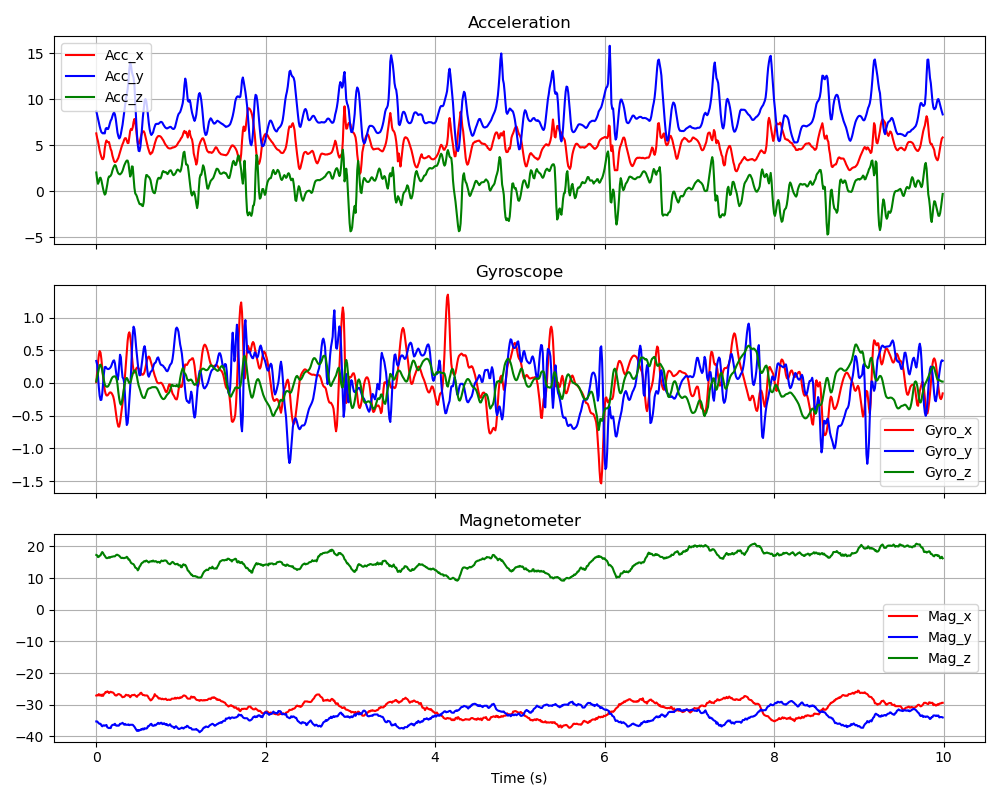 Acceleration
15
10
5
0
−5
Acc_x
Acc_y
Acc_z
Gyroscope
1.0
0.5
0.0
−0.5
−1.0
−1.5
Gyro_x
Gyro_y
Gyro_z
Magnetometer
20
10
0
−10
−20
−30
−40
Mag_x
Mag_y
Mag_z
0 2 4 6 8 10
Time (s)